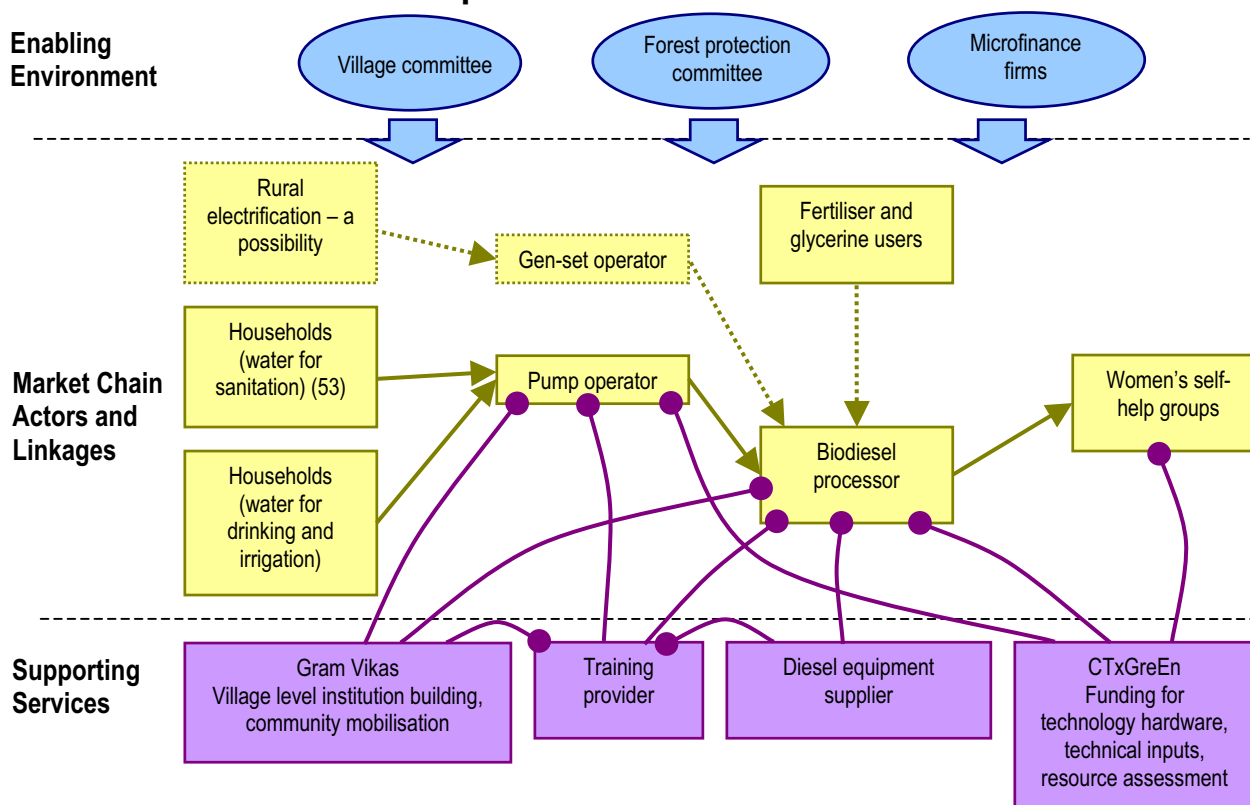 Enabling
Environment
Village committee
Forest protection
committee
Microfinance
firms
Rural
electrification – a
possibility
Gen-set operator
Fertiliser and
glycerine users
Market Chain
Actors and
Linkages
Households
(water for
sanitation) (53)
Pump operator
Women's self-
help groups
Households
(water for
drinking and
irrigation)
Biodiesel
processor
Supporting
Services
Gram Vikas
Village level institution building,
community mobilisation
Training
provider
Diesel equipment
supplier
CTxGreEn
Funding for
technology hardware,
technical inputs,
resource assessment